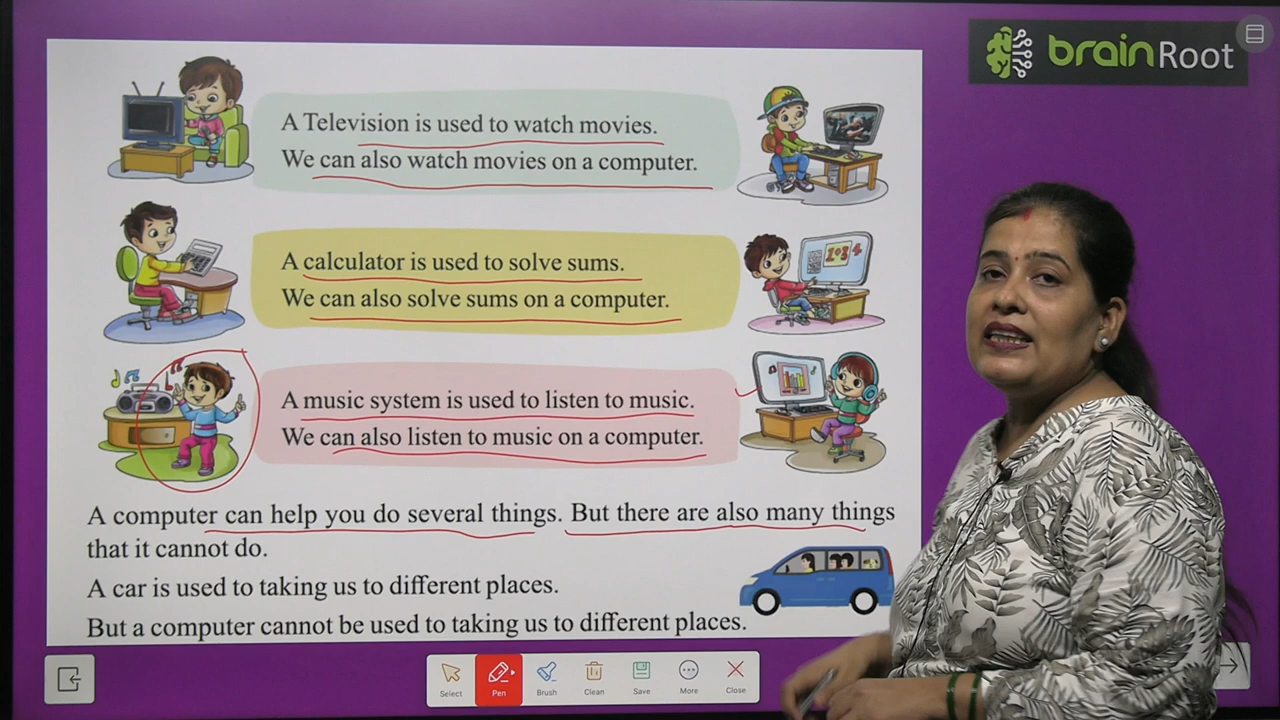 brainRoot
A Television is used to watch movies.
We can also watch movies on a computer.
A calculator is used to solve sums.
We can also solve sums on a computer.
A music system is used to listen to music.
We can also listen to music on a computer.
A computer can help you do several things. But there are also many things
that it cannot do.
A car is used to taking us to different places.
But a computer cannot be used to taking us to different places.
Select Pen Brush Clean Save More Close